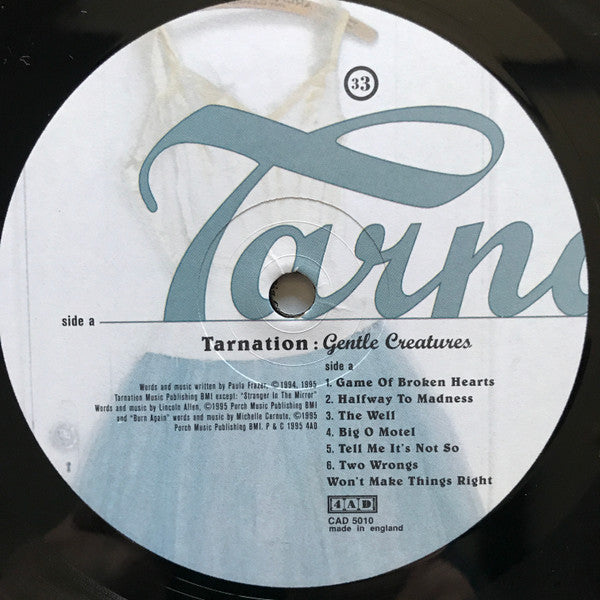 33
Tarna
side a
Tarnation : Gentle Creatures
side a
1. Game Of Broken Hearts
2. Halfway To Madness
3. The Well
4. Big O Motel
5. Tell Me It's Not So
6. Two Wrongs
Won't Make Things Right
Words and music written by Paula Frazer, ©1994, 1995
Tarnation Music Publishing BMI except: "Stranger In The Mirror"
Words and music by Lincoln Allen, ©1995 Porch Music Publishing BMI
and "Burn Again" words and music by Michelle Cernuto, ©1995
Porch Music Publishing BMI. P & C 1995 4AD
4AD
CAD 5010
made in england